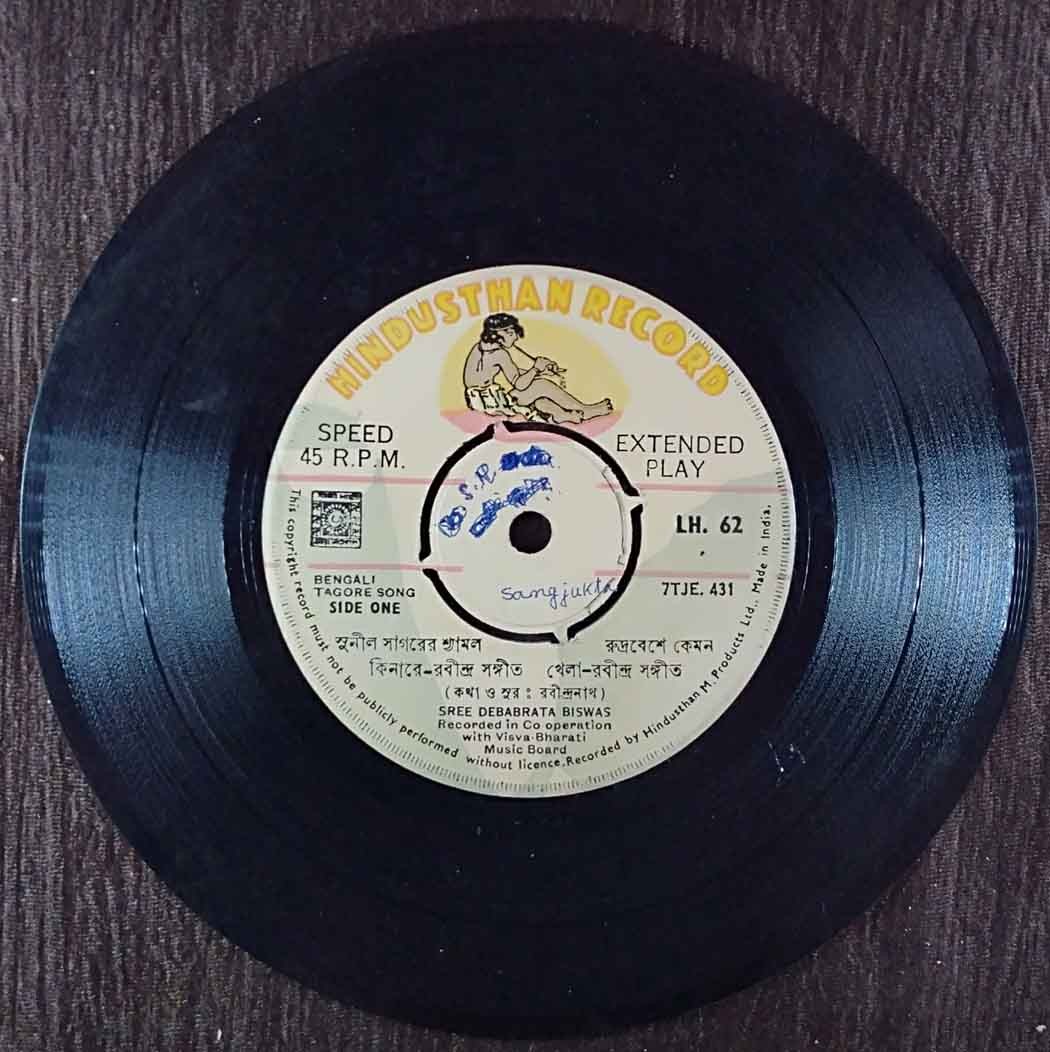 HINDUSTHAN RECORD
SPEED
45 R.P.M.
EXTENDED
PLAY
S.R
LH. 62
BENGALI
TAGORE SONG
SIDE ONE
7TJE. 431
Sangjukta
সুনীল সাগরের শ্যামল
কিনারে-রবীন্দ্র সঙ্গীত
রুদ্রবেশে কেমন
খেলা-রবীন্দ্র সঙ্গীত
(কথা ও সুর : রবীন্দ্রনাথ)
SREE DEBABRATA BISWAS
Recorded in Co operation
with Visva-Bharati
Music Board
This copyright record must not be publicly performed without licence. Recorded by Hindusthan M. Products Ltd., Made in India.